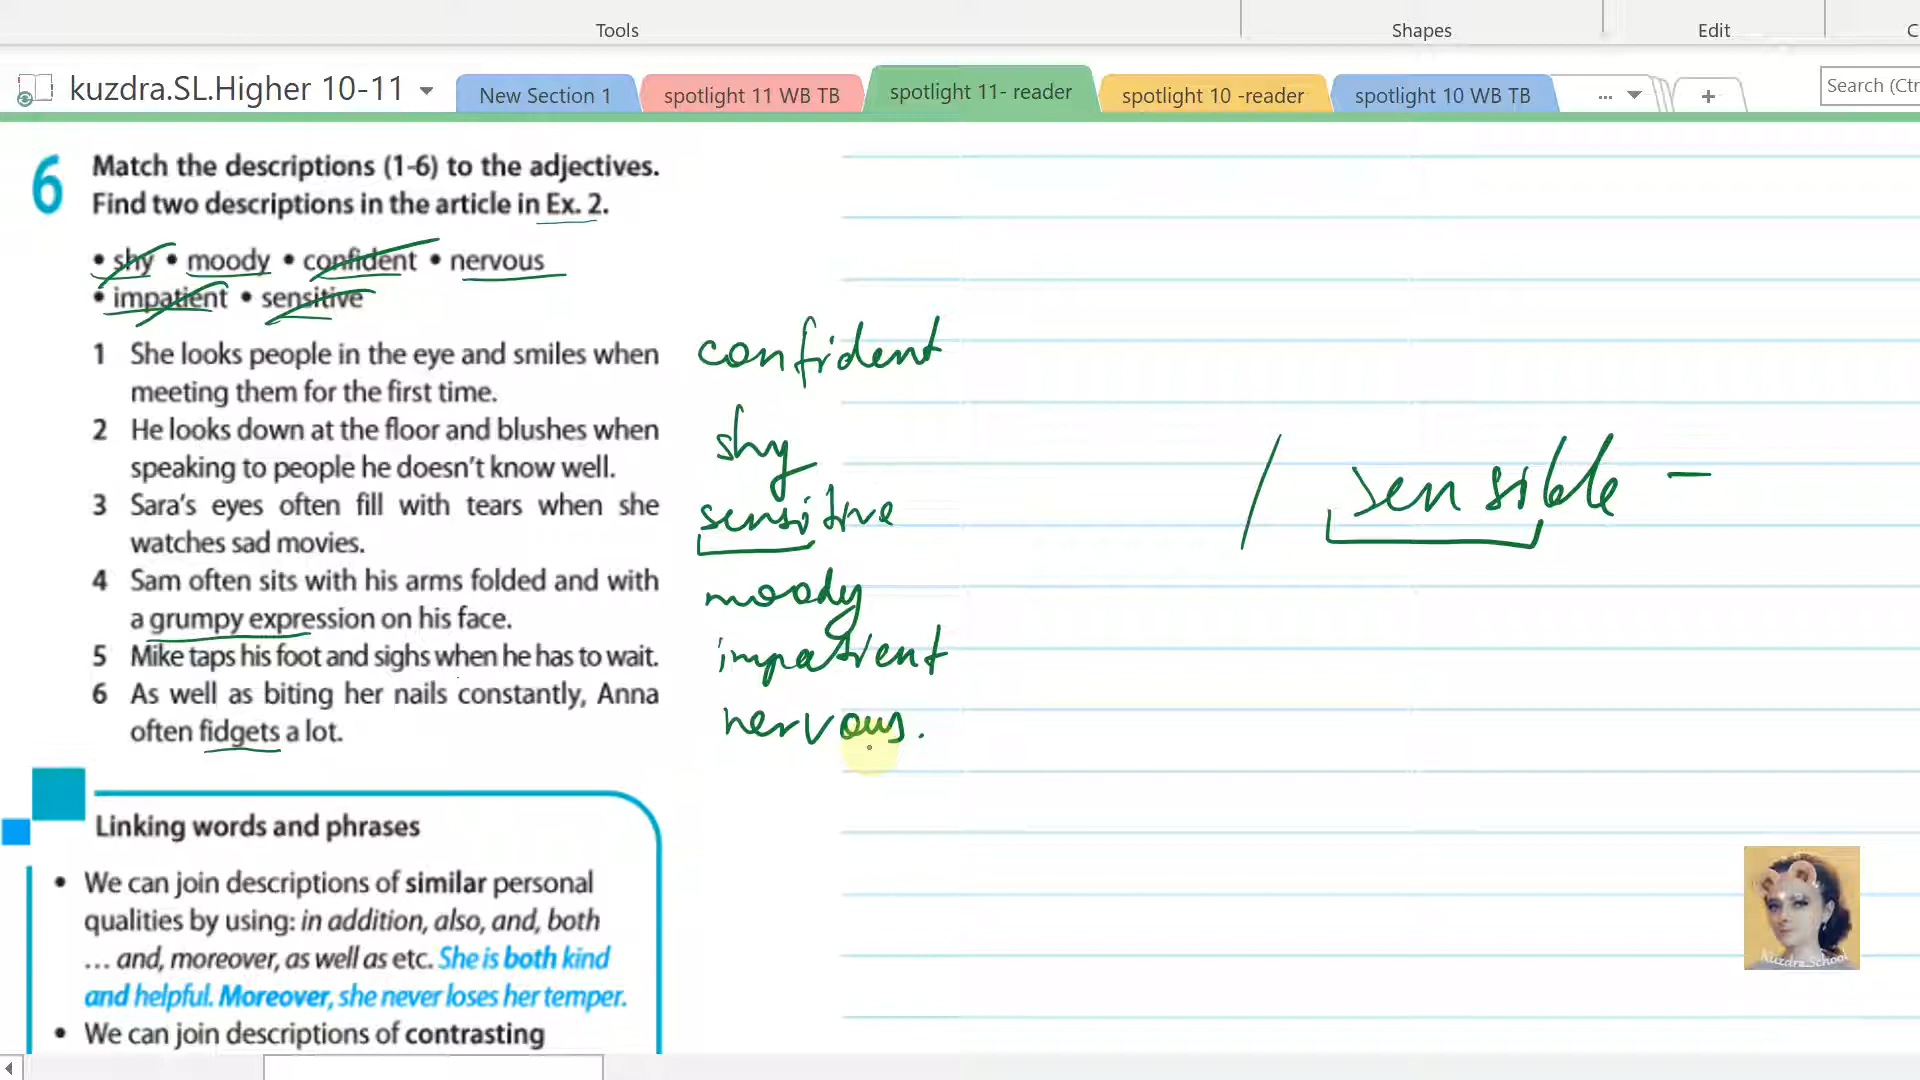 Tools Shapes Edit C
kuzdra.SL.Higher 10-11 New Section 1 spotlight 11 WB TB spotlight 11- reader spotlight 10 -reader spotlight 10 WB TB ... + Search (Ctr
6 Match the descriptions (1-6) to the adjectives.
Find two descriptions in the article in Ex. 2.
• shy • moody • confident • nervous
• impatient • sensitive
1 She looks people in the eye and smiles when
meeting them for the first time.
confident
2 He looks down at the floor and blushes when
speaking to people he doesn't know well.
shy
3 Sara's eyes often fill with tears when she
watches sad movies.
sensitive / sensible –
4 Sam often sits with his arms folded and with
a grumpy expression on his face.
moody
5 Mike taps his foot and sighs when he has to wait.
impatient
6 As well as biting her nails constantly, Anna
often fidgets a lot.
nervous.
Linking words and phrases
• We can join descriptions of similar personal
qualities by using: in addition, also, and, both
… and, moreover, as well as etc. She is both kind
and helpful. Moreover, she never loses her temper.
• We can join descriptions of contrasting
Kuzdra.School